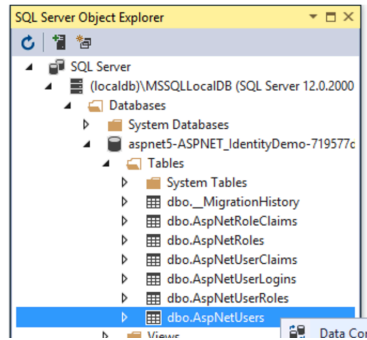 SQL Server Object Explorer
SQL Server
(localdb)\MSSQLLocalDB (SQL Server 12.0.2000
Databases
System Databases
aspnet5-ASPNET_IdentityDemo-719577c
Tables
System Tables
dbo.__MigrationHistory
dbo.AspNetRoleClaims
dbo.AspNetRoles
dbo.AspNetUserClaims
dbo.AspNetUserLogins
dbo.AspNetUserRoles
dbo.AspNetUsers
Data Co
Views